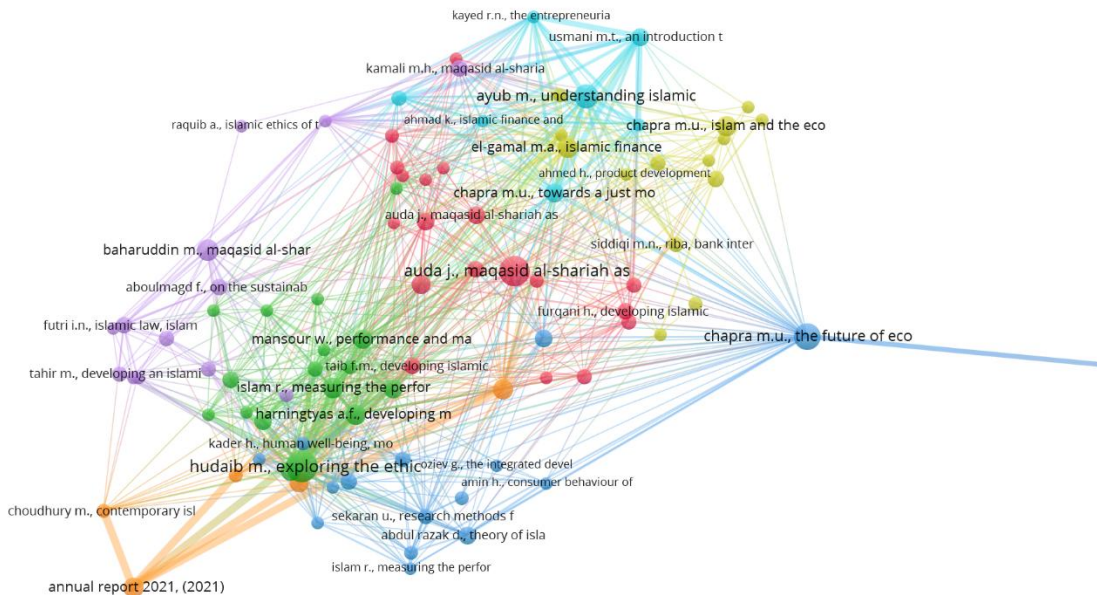 kayed r.n., the entrepreneuria
usmani m.t., an introduction t
kamali m.h., maqasid al-sharia
ayub m., understanding islamic
raquib a., islamic ethics of t
ahmad k., islamic finance and
chapra m.u., islam and the eco
el-gamal m.a., islamic finance
ahmed h., product development
chapra m.u., towards a just mo
auda j., maqasid al-shariah as
baharuddin m., maqasid al-shar
siddiqi m.n., riba, bank inter
auda j., maqasid al-shariah as
aboulmagd f., on the sustainab
furqani h., developing islamic
futri i.n., islamic law, islam
mansour w., performance and ma
chapra m.u., the future of eco
taib f.m., developing islamic
tahir m., developing an islami
islam r., measuring the perfor
harningtyas a.f., developing m
kader h., human well-being, mo
hudaib m., exploring the ethic
oziev g., the integrated devel
amin h., consumer behaviour of
choudhury m., contemporary isl
sekaran u., research methods f
abdul razak d., theory of isla
islam r., measuring the perfor
annual report 2021, (2021)